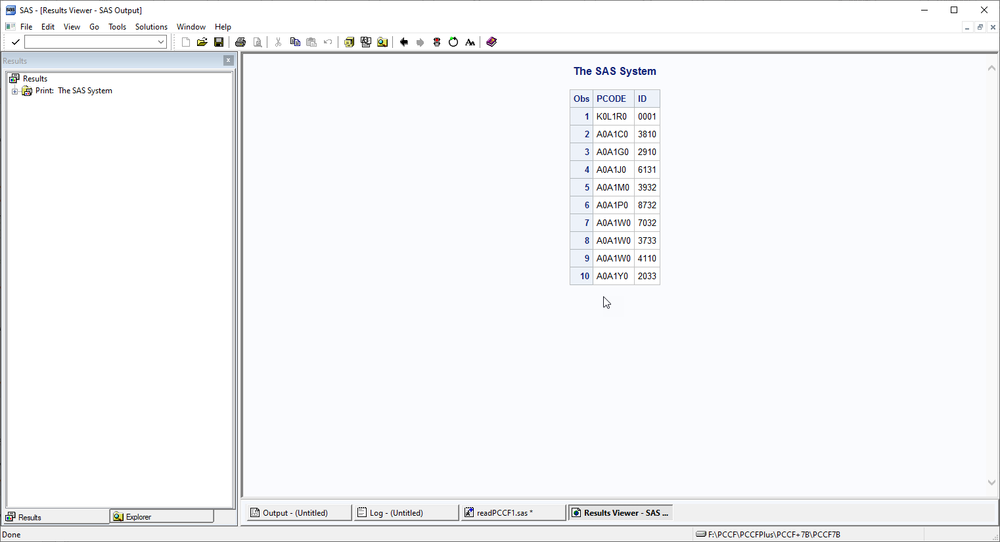 SAS - [Results Viewer - SAS Output]
File Edit View Go Tools Solutions Window Help
Results
Results
Print: The SAS System
The SAS System
Obs PCODE ID
1 K0L1R0 0001
2 A0A1C0 3810
3 A0A1G0 2910
4 A0A1J0 6131
5 A0A1M0 3932
6 A0A1P0 8732
7 A0A1W0 7032
8 A0A1W0 3733
9 A0A1W0 4110
10 A0A1Y0 2033
Results Explorer
Output - (Untitled) Log - (Untitled) readPCCF1.sas * Results Viewer - SAS ...
Done
F:\PCCF\PCCFPlus\PCCF+7B\PCCF7B